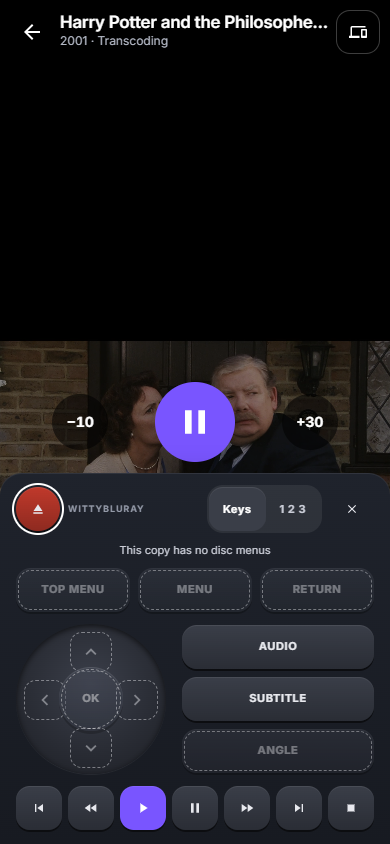 Harry Potter and the Philosophe...
2001 · Transcoding
−10
+30
WITTYBLURAY
Keys
1 2 3
This copy has no disc menus
TOP MENU
MENU
RETURN
OK
AUDIO
SUBTITLE
ANGLE